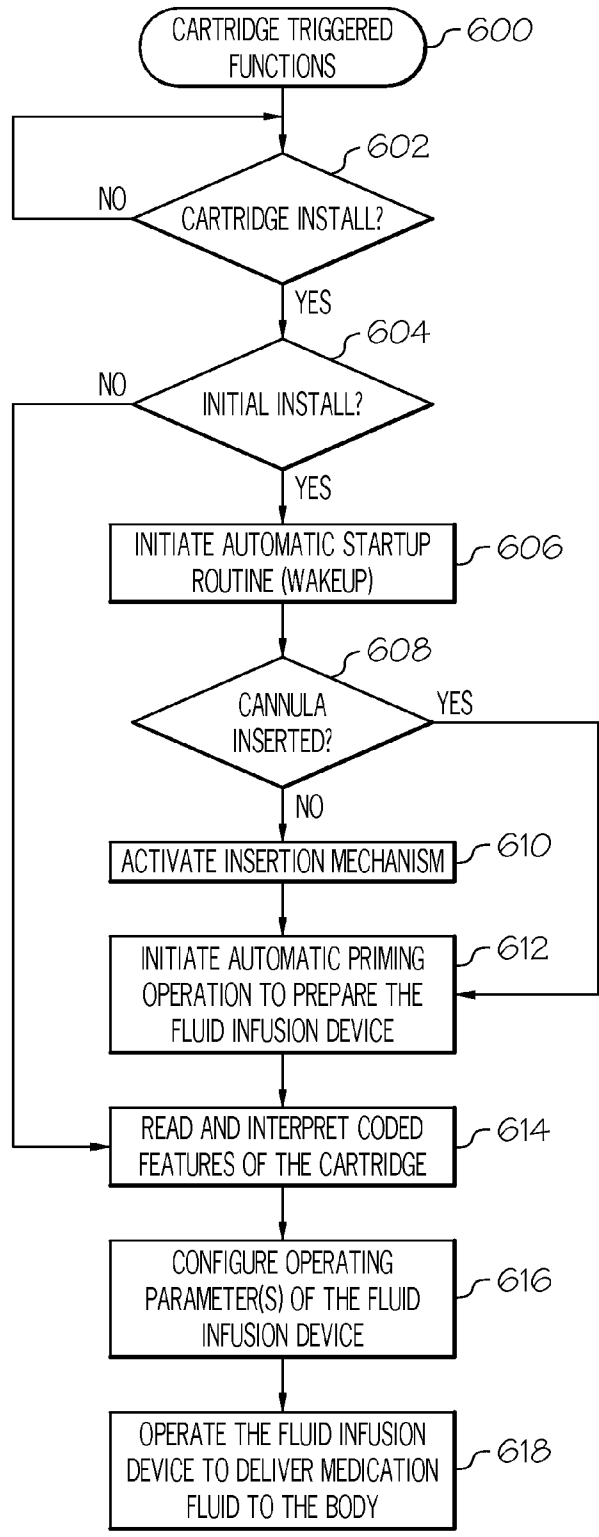 CARTRIDGE TRIGGERED
FUNCTIONS
600
602
NO
CARTRIDGE INSTALL?
YES
604
NO
INITIAL INSTALL?
YES
INITIATE AUTOMATIC STARTUP
ROUTINE (WAKEUP)
606
608
CANNULA
INSERTED?
YES
NO
ACTIVATE INSERTION MECHANISM
610
INITIATE AUTOMATIC PRIMING
OPERATION TO PREPARE THE
FLUID INFUSION DEVICE
612
READ AND INTERPRET CODED
FEATURES OF THE CARTRIDGE
614
CONFIGURE OPERATING
PARAMETER(S) OF THE FLUID
INFUSION DEVICE
616
OPERATE THE FLUID INFUSION
DEVICE TO DELIVER MEDICATION
FLUID TO THE BODY
618